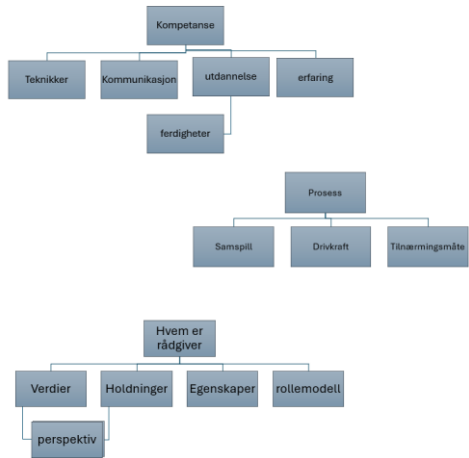 Kompetanse
Teknikker
Kommunikasjon
utdannelse
erfaring
ferdigheter
Prosess
Samspill
Drivkraft
Tilnærmingsmåte
Hvem er
rådgiver
Verdier
Holdninger
Egenskaper
rollemodell
perspektiv